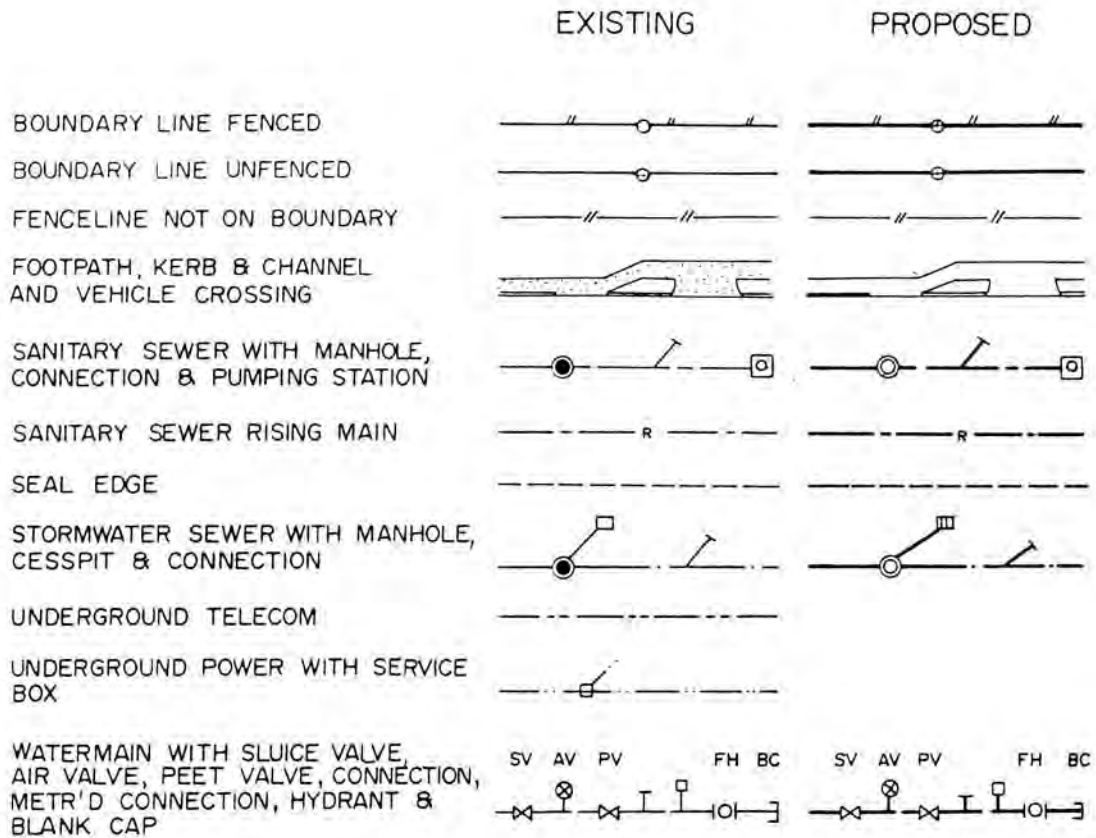 EXISTING PROPOSED
BOUNDARY LINE FENCED
BOUNDARY LINE UNFENCED
FENCELINE NOT ON BOUNDARY
FOOTPATH, KERB & CHANNEL
AND VEHICLE CROSSING
SANITARY SEWER WITH MANHOLE,
CONNECTION & PUMPING STATION
SANITARY SEWER RISING MAIN R R
SEAL EDGE
STORMWATER SEWER WITH MANHOLE,
CESSPIT & CONNECTION
UNDERGROUND TELECOM
UNDERGROUND POWER WITH SERVICE
BOX
WATERMAIN WITH SLUICE VALVE, SV AV PV FH BC SV AV PV FH BC
AIR VALVE, PEET VALVE, CONNECTION,
METR'D CONNECTION, HYDRANT &
BLANK CAP